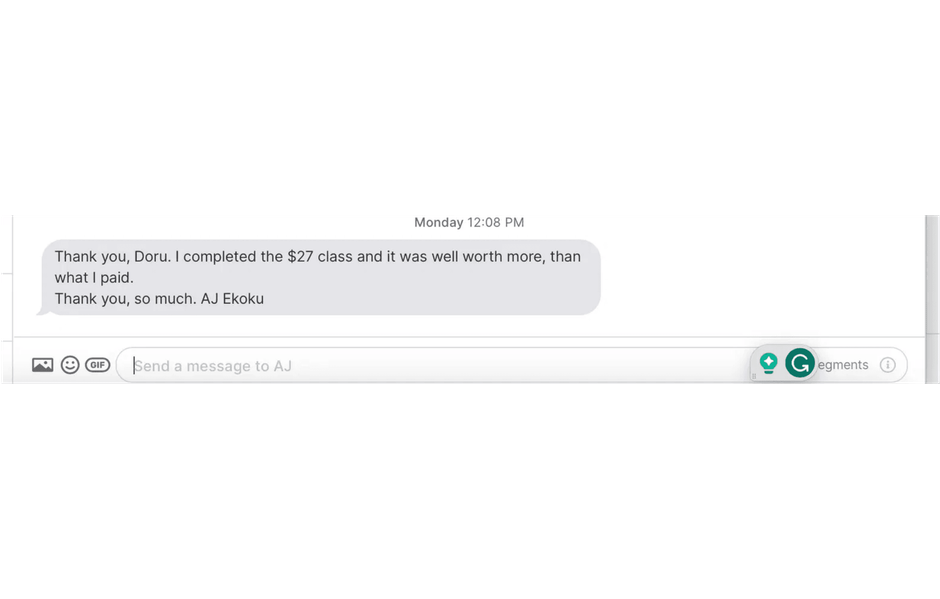 Monday 12:08 PM
Thank you, Doru. I completed the $27 class and it was well worth more, than
what I paid.
Thank you, so much. AJ Ekoku
GIF Send a message to AJ egments